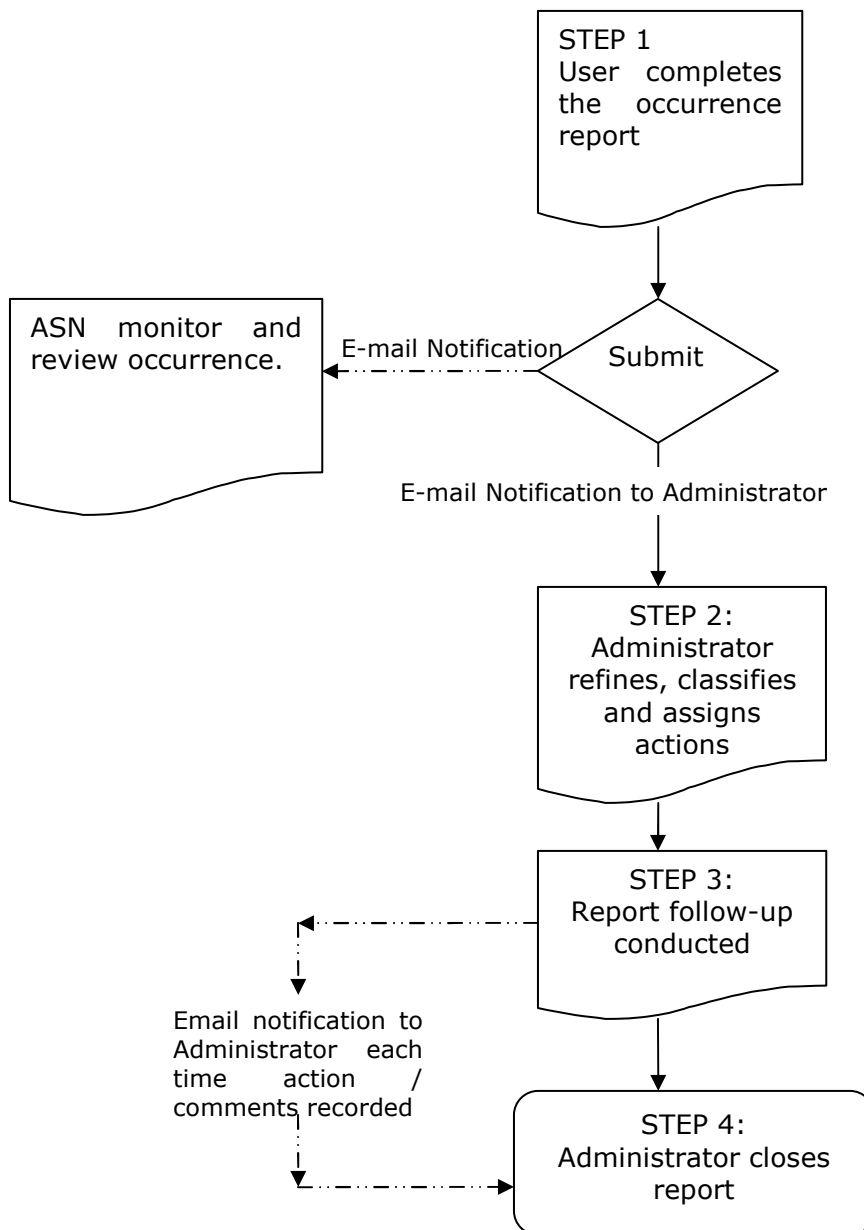 STEP 1
User completes
the occurrence
report
ASN monitor and
review occurrence.
E-mail Notification
Submit
E-mail Notification to Administrator
STEP 2:
Administrator
refines, classifies
and assigns
actions
STEP 3:
Report follow-up
conducted
Email notification to
Administrator each
time action /
comments recorded
STEP 4:
Administrator closes
report